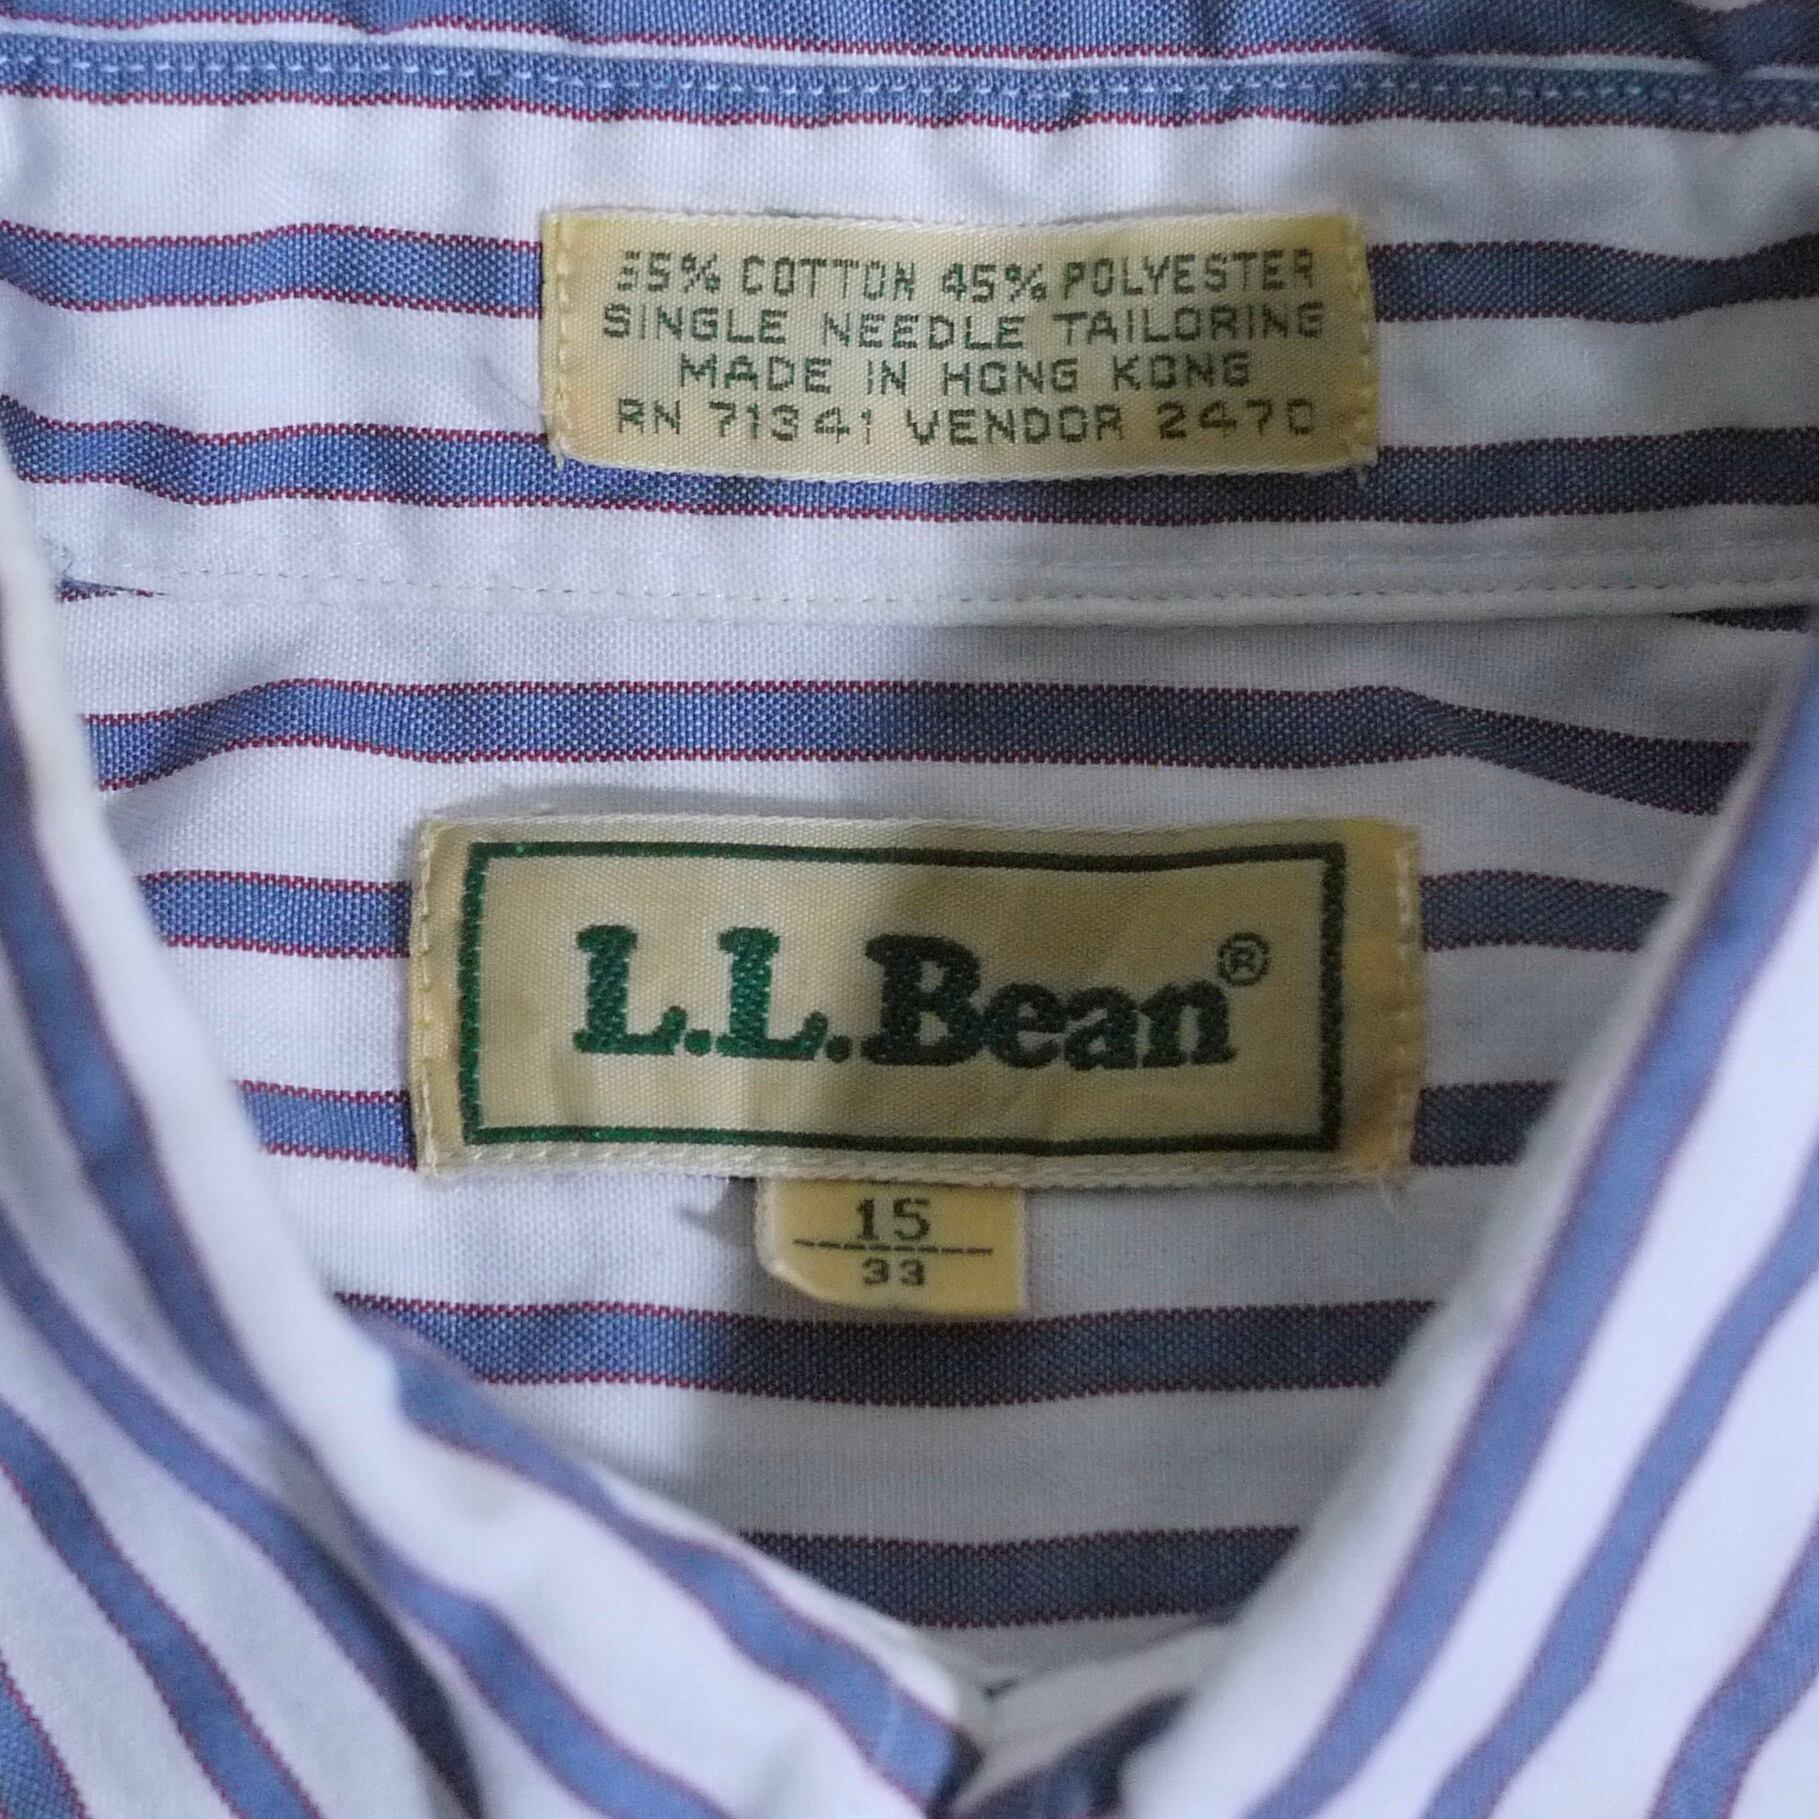 55% COTTON 45% POLYESTER
SINGLE NEEDLE TAILORING
MADE IN HONG KONG
RN 71341 VENDOR 2470
L.L.Bean®
15
33